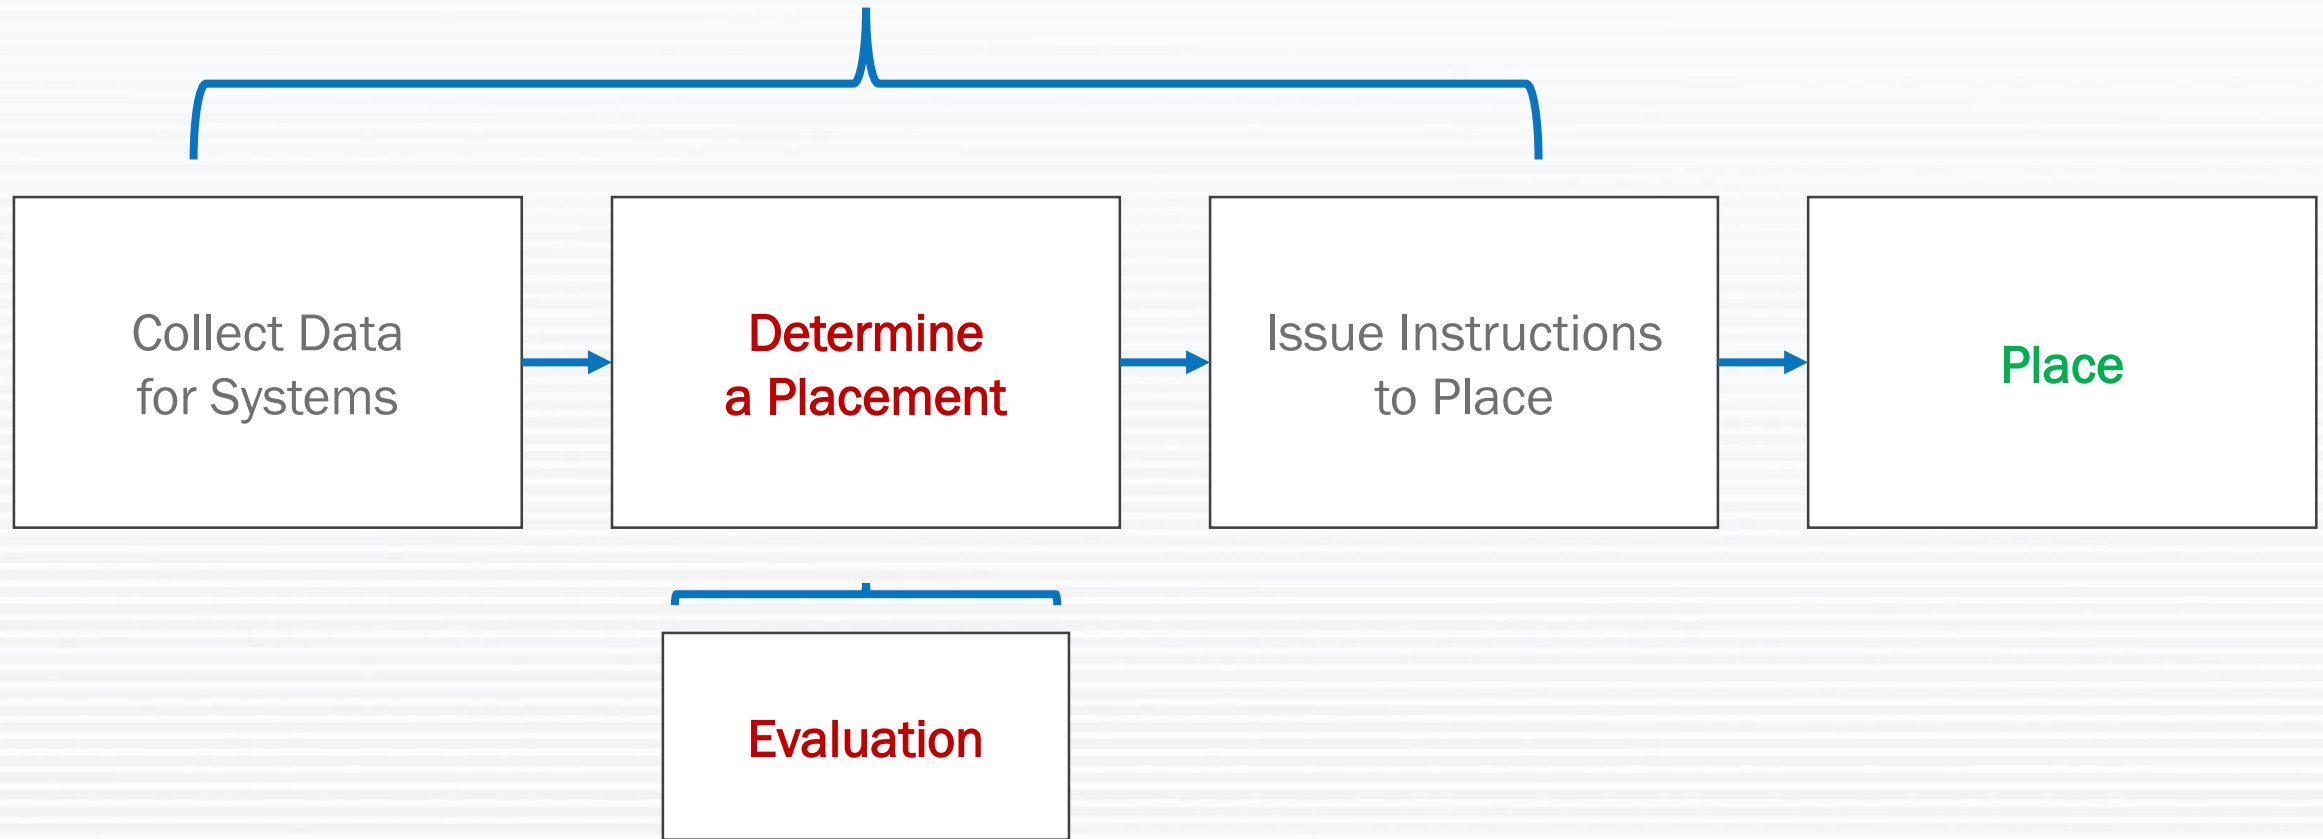 Collect Data
for Systems
Determine
a Placement
Issue Instructions
to Place
Place
Evaluation